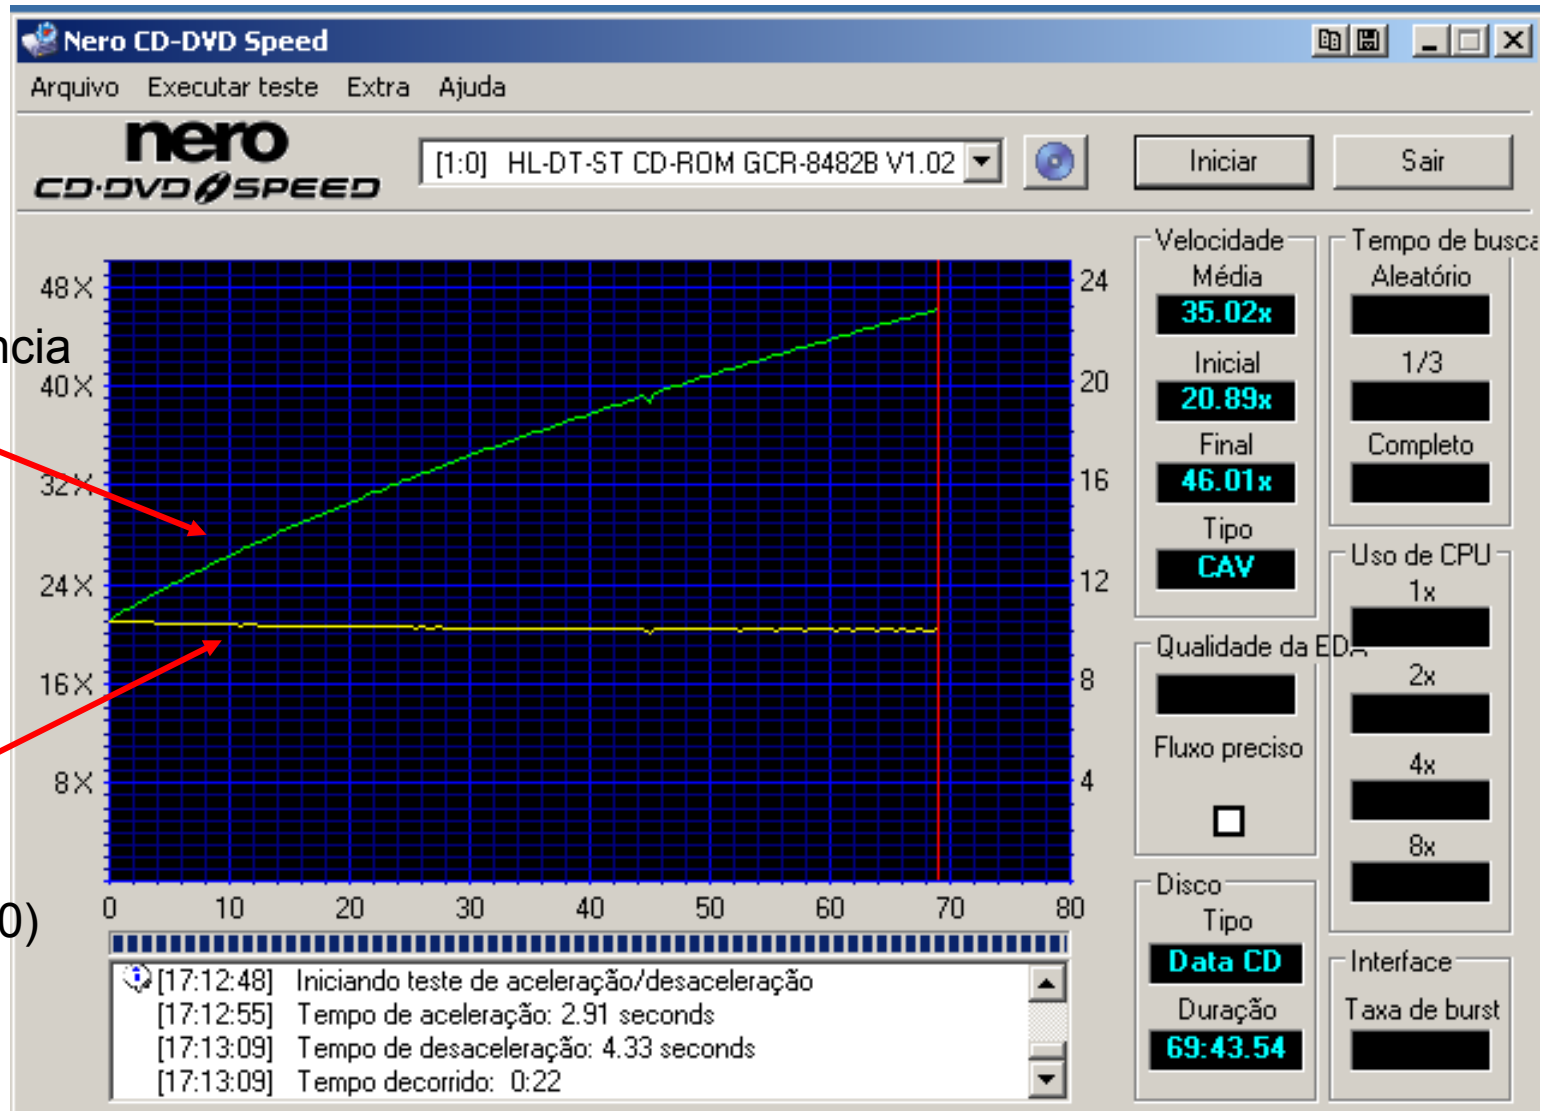 Nero CD-DVD Speed
Arquivo Executar teste Extra Ajuda
nero
CD·DVD SPEED
[1:0] HL-DT-ST CD-ROM GCR-8482B V1.02
Iniciar
Sair
48X
40X
32X
24X
16X
8X
24
20
16
12
8
4
0 10 20 30 40 50 60 70 80
ncia
0)
Velocidade
Média
35.02x
Inicial
20.89x
Final
46.01x
Tipo
CAV
Tempo de busca
Aleatório
1/3
Completo
Qualidade da EDA
Fluxo preciso
Uso de CPU
1x
2x
4x
8x
Disco
Tipo
Data CD
Duração
69:43.54
Interface
Taxa de burst
[17:12:48] Iniciando teste de aceleração/desaceleração
[17:12:55] Tempo de aceleração: 2.91 seconds
[17:13:09] Tempo de desaceleração: 4.33 seconds
[17:13:09] Tempo decorrido: 0:22